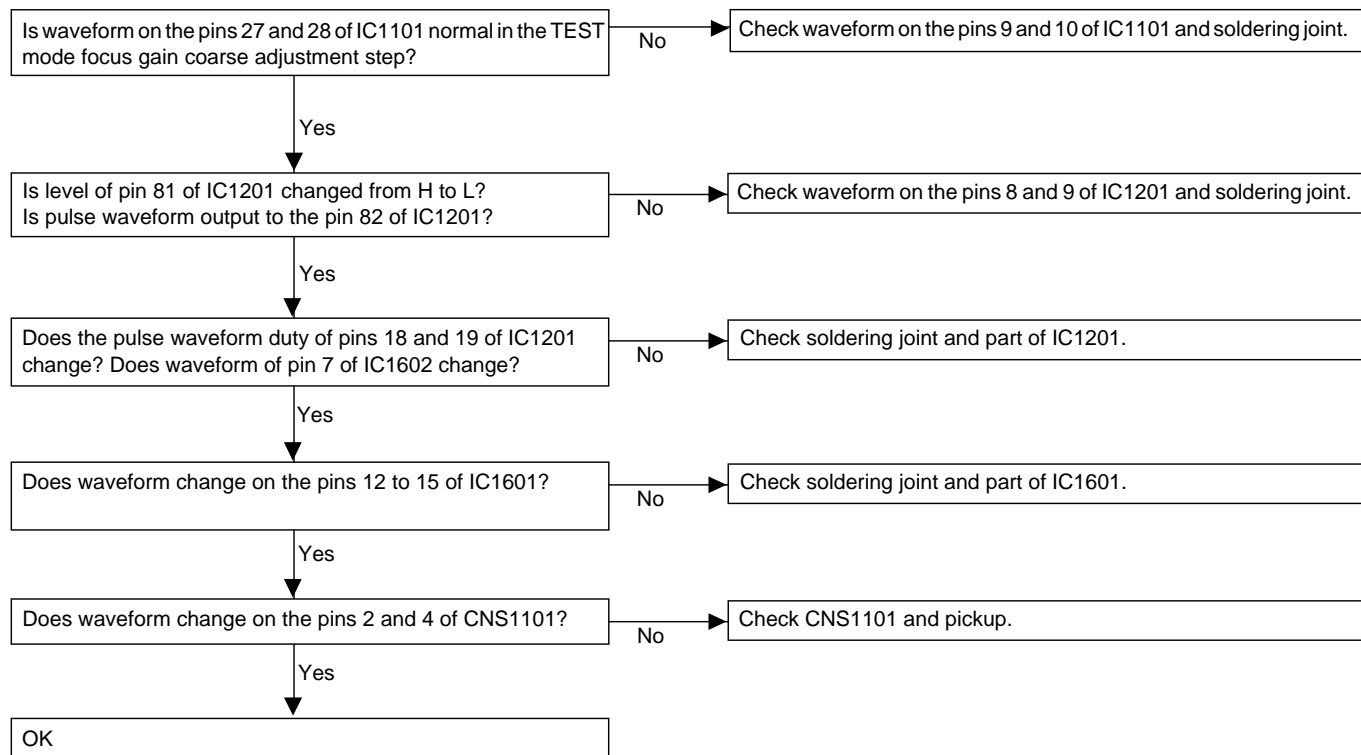 Is waveform on the pins 27 and 28 of IC1101 normal in the TEST
mode focus gain coarse adjustment step?
No
Check waveform on the pins 9 and 10 of IC1101 and soldering joint.
Yes
Is level of pin 81 of IC1201 changed from H to L?
Is pulse waveform output to the pin 82 of IC1201?
No
Check waveform on the pins 8 and 9 of IC1201 and soldering joint.
Yes
Does the pulse waveform duty of pins 18 and 19 of IC1201
change? Does waveform of pin 7 of IC1602 change?
No
Check soldering joint and part of IC1201.
Yes
Does waveform change on the pins 12 to 15 of IC1601?
No
Check soldering joint and part of IC1601.
Yes
Does waveform change on the pins 2 and 4 of CNS1101?
No
Check CNS1101 and pickup.
Yes
OK